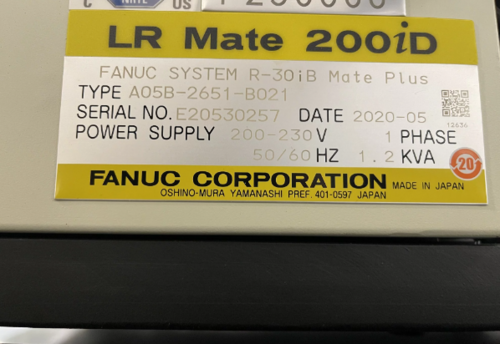 C US
LR Mate 200iD
FANUC SYSTEM R-30iB Mate Plus
TYPE A05B-2651-B021
SERIAL NO. E20530257 DATE 2020-05
POWER SUPPLY 200-230 V 1 PHASE
50/60 HZ 1.2 KVA
20
FANUC CORPORATION MADE IN JAPAN
OSHINO-MURA YAMANASHI PREF. 401-0597 JAPAN